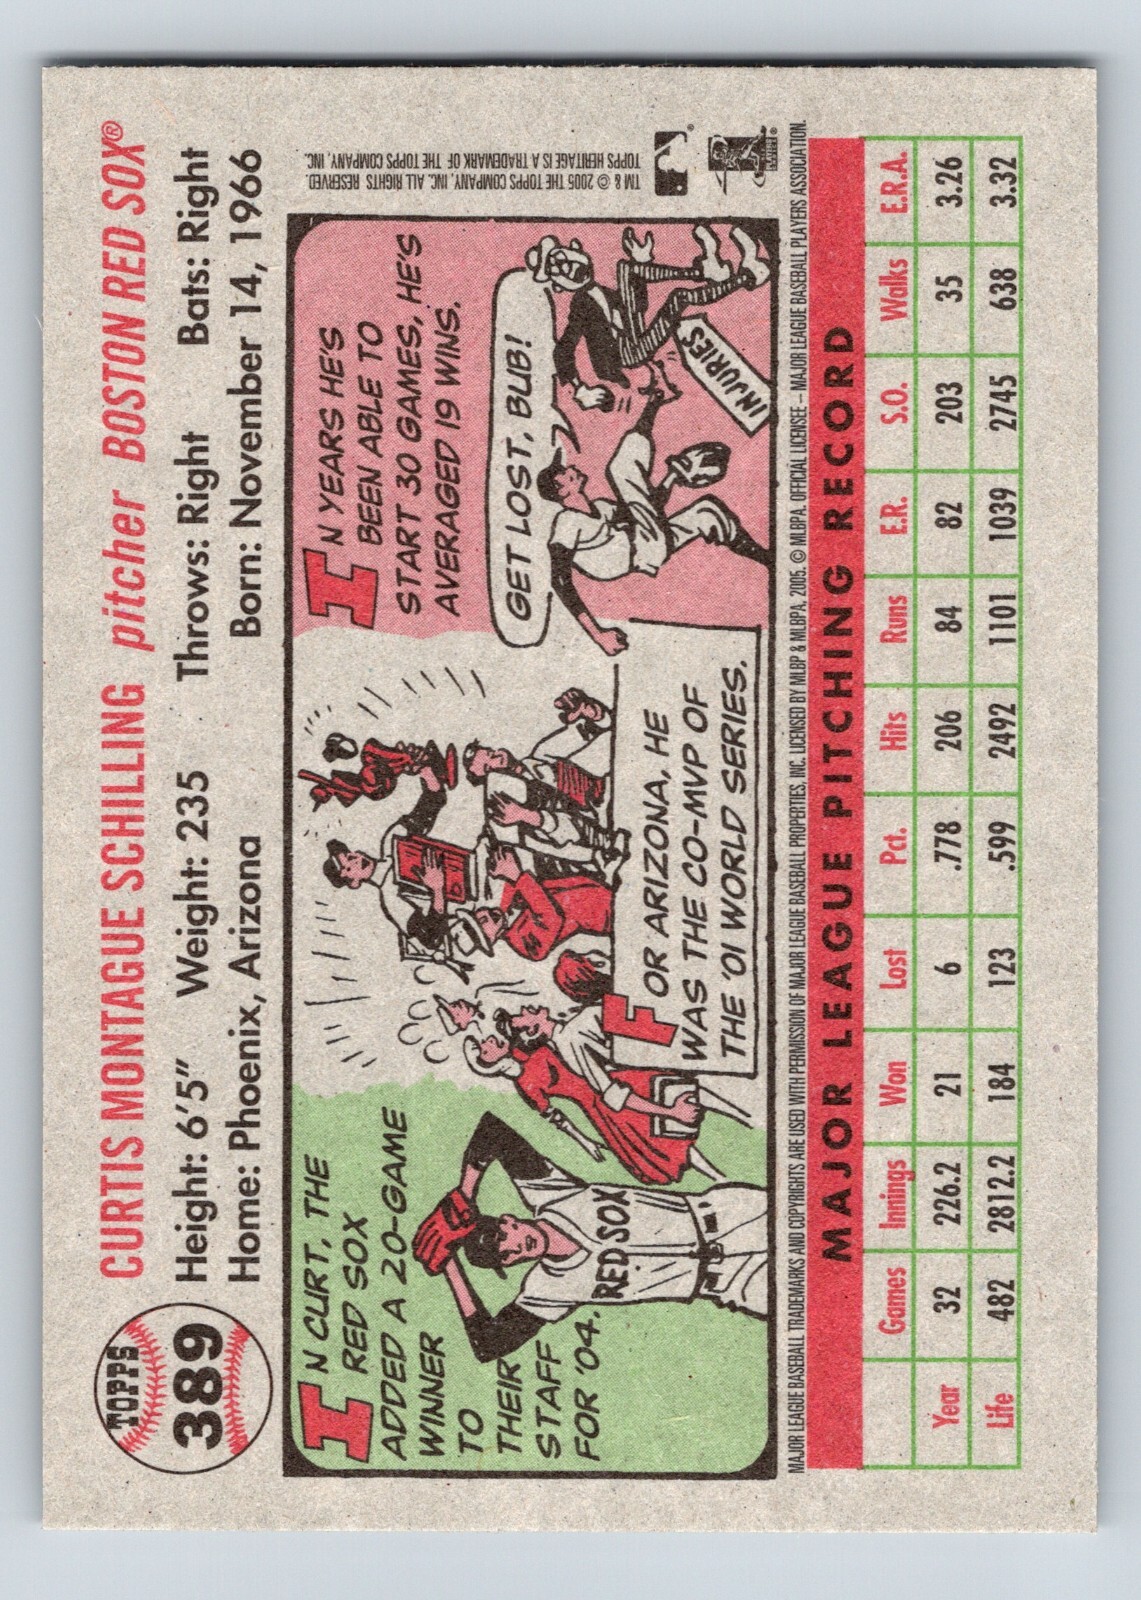 TOPPS
389
CURTIS MONTAGUE SCHILLING pitcher BOSTON RED SOX®
Height: 6'5" Weight: 235 Throws: Right Bats: Right
Home: Phoenix, Arizona Born: November 14, 1966
IN CURT, THE
RED SOX
ADDED A 20-GAME
WINNER
TO
THEIR
STAFF
FOR '04.
RED SOX
FOR ARIZONA, HE
WAS THE CO-MVP OF
THE '01 WORLD SERIES.
IN YEARS HE'S
BEEN ABLE TO
START 30 GAMES, HE'S
AVERAGED 19 WINS.
GET LOST, BUB!
INJURIES
TM & © 2005 THE TOPPS COMPANY, INC. ALL RIGHTS RESERVED.
TOPPS HERITAGE IS A TRADEMARK OF THE TOPPS COMPANY, INC.
MAJOR LEAGUE BASEBALL TRADEMARKS AND COPYRIGHTS ARE USED WITH PERMISSION OF MAJOR LEAGUE BASEBALL PROPERTIES, INC. LICENSED BY MLBP & MLBPA, 2005. © MLBPA. OFFICIAL LICENSEE – MAJOR LEAGUE BASEBALL PLAYERS ASSOCIATION.
MAJOR LEAGUE PITCHING RECORD
Games Innings Won Lost Pct. Hits Runs E.R. S.O. Walks E.R.A.
Year 32 226.2 21 6 .778 206 84 82 203 35 3.26
Life 482 2812.2 184 123 .599 2492 1101 1039 2745 638 3.32